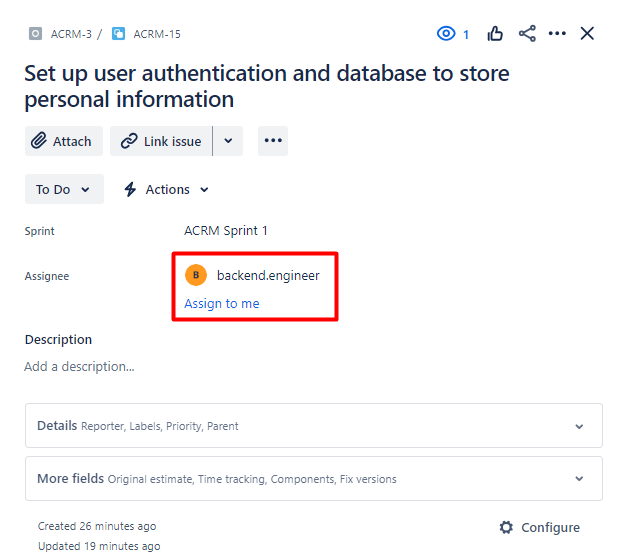 ACRM-3 / ACRM-15 1
Set up user authentication and database to store
personal information
Attach Link issue
To Do Actions
Sprint ACRM Sprint 1
Assignee B backend.engineer
Assign to me
Description
Add a description...
Details Reporter, Labels, Priority, Parent
More fields Original estimate, Time tracking, Components, Fix versions
Created 26 minutes ago Configure
Updated 19 minutes ago